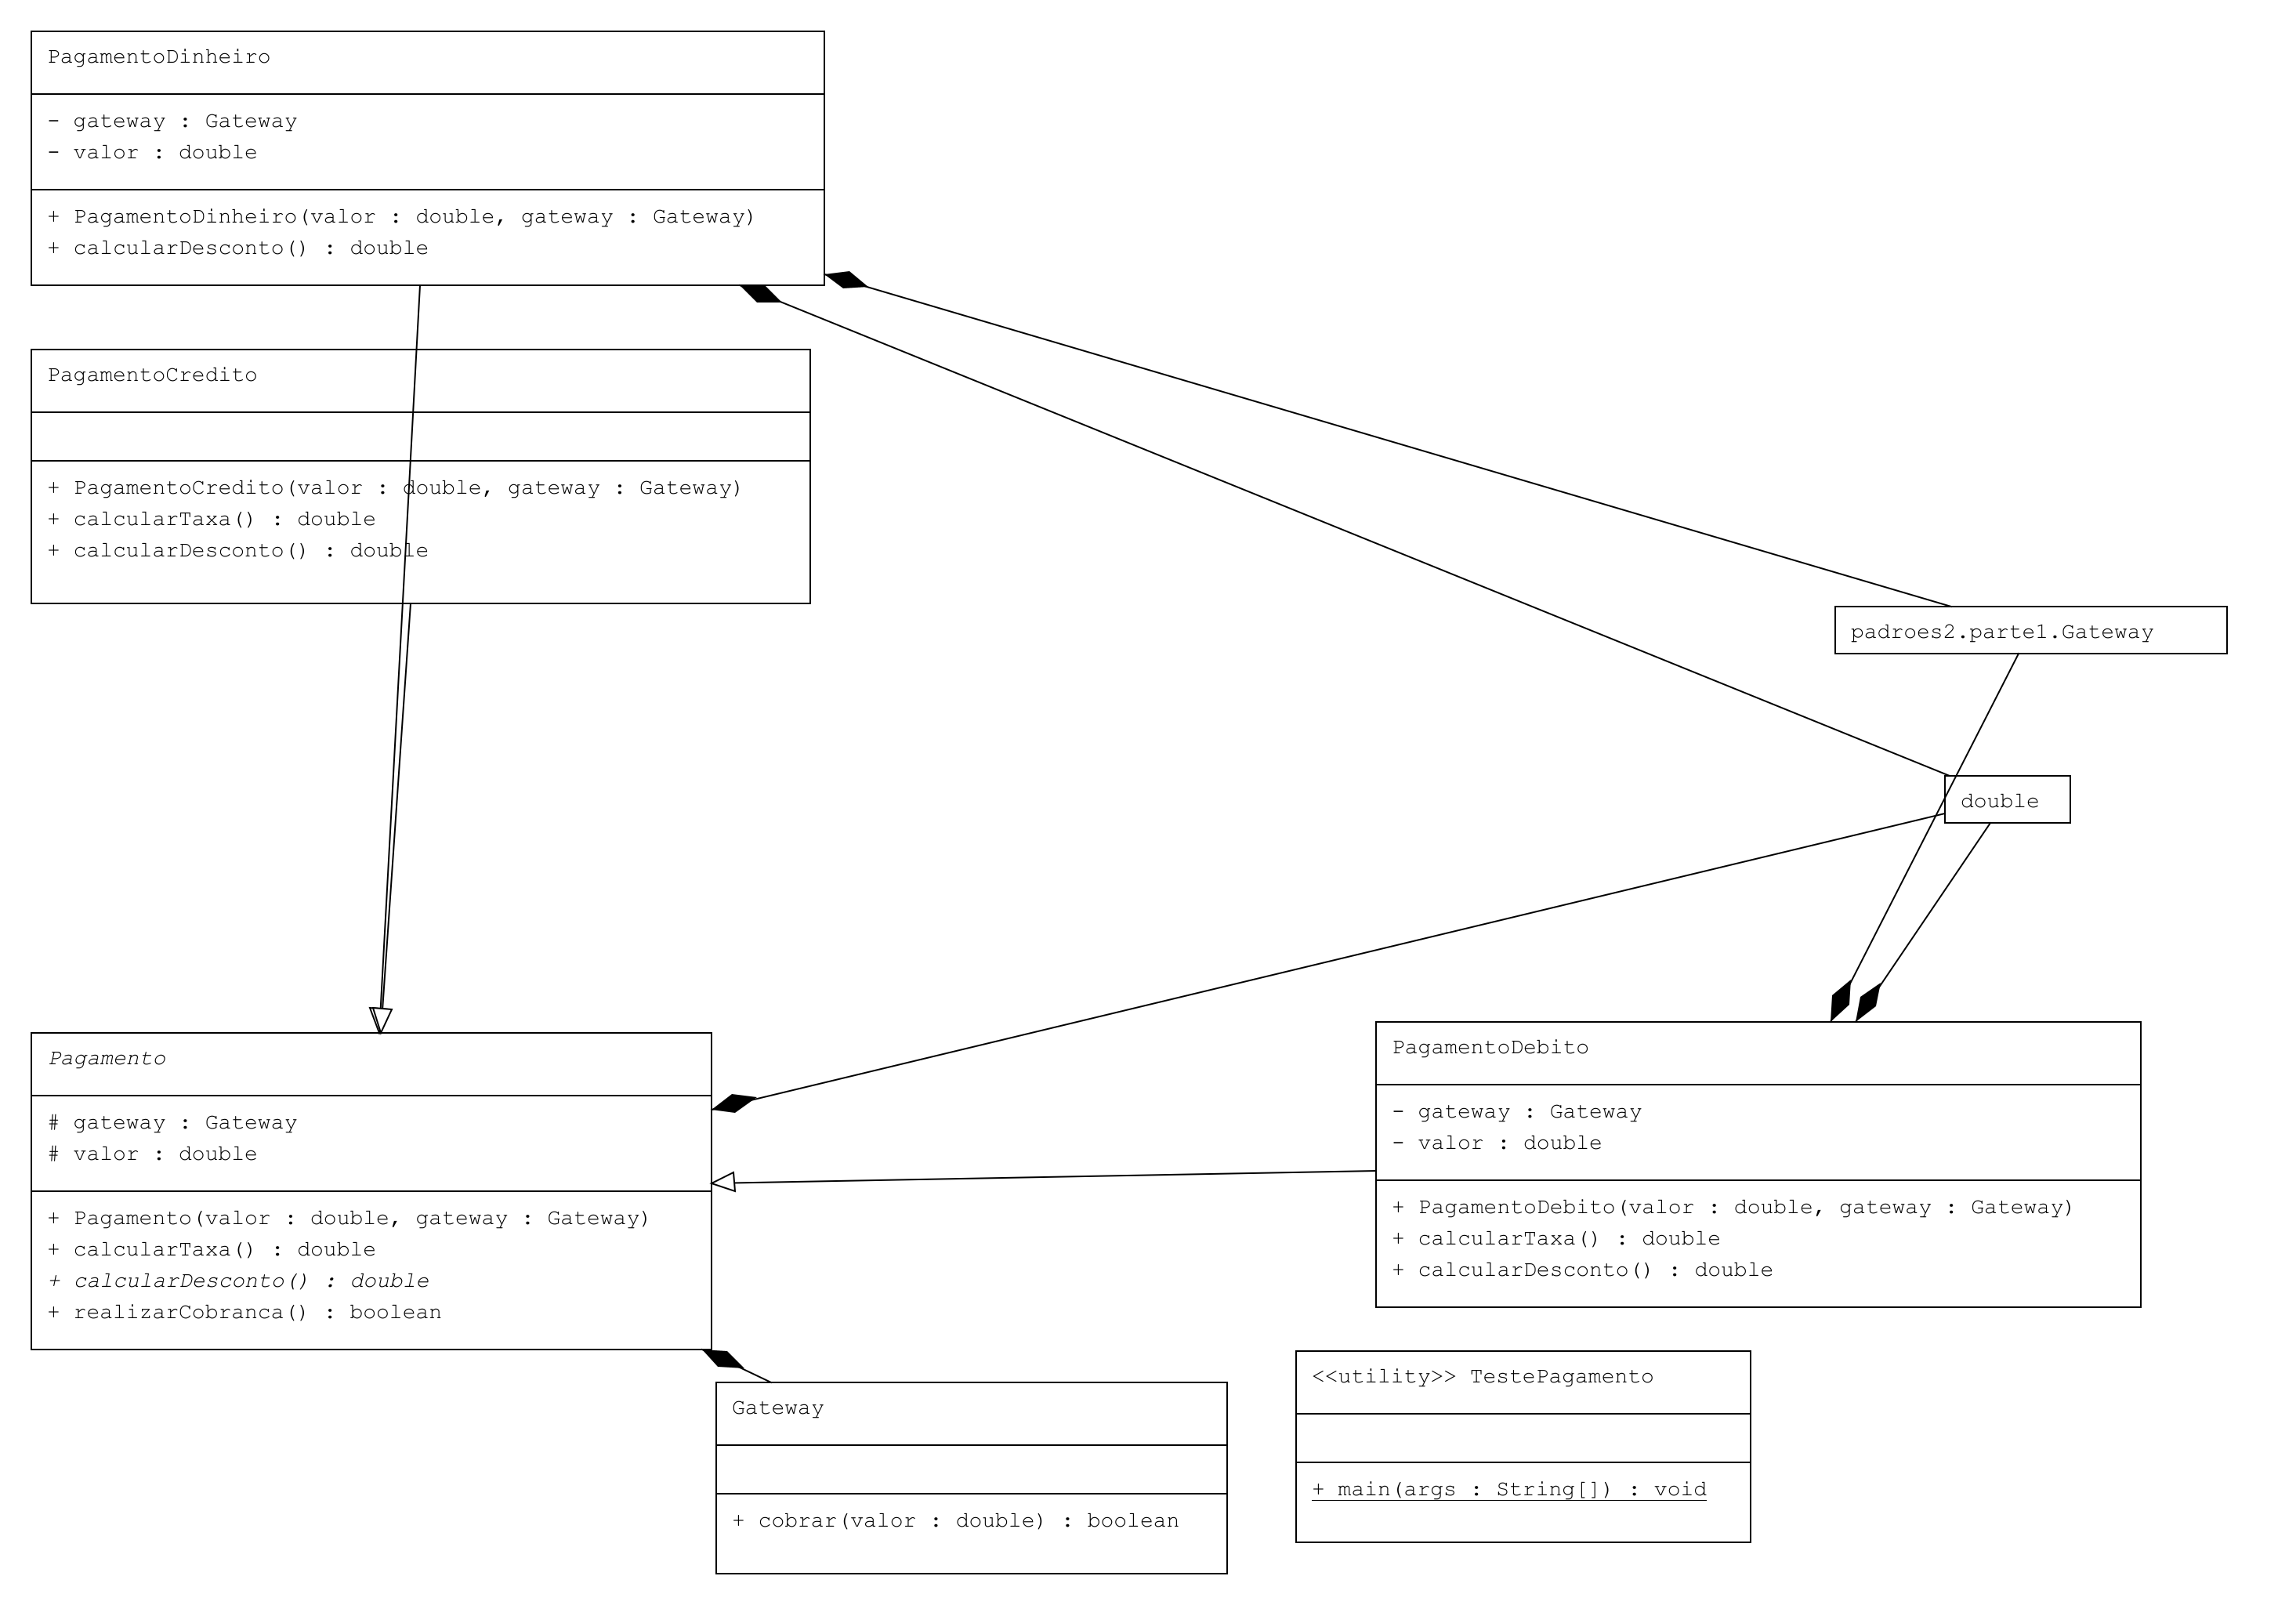 PagamentoDinheiro
- gateway : Gateway
- valor : double
+ PagamentoDinheiro(valor : double, gateway : Gateway)
+ calcularDesconto() : double
PagamentoCredito
+ PagamentoCredito(valor : double, gateway : Gateway)
+ calcularTaxa() : double
+ calcularDesconto() : double
padroes2.parte1.Gateway
double
Pagamento
# gateway : Gateway
# valor : double
+ Pagamento(valor : double, gateway : Gateway)
+ calcularTaxa() : double
+ calcularDesconto() : double
+ realizarCobranca() : boolean
PagamentoDebito
- gateway : Gateway
- valor : double
+ PagamentoDebito(valor : double, gateway : Gateway)
+ calcularTaxa() : double
+ calcularDesconto() : double
Gateway
+ cobrar(valor : double) : boolean
<<utility>> TestePagamento
+ main(args : String[]) : void